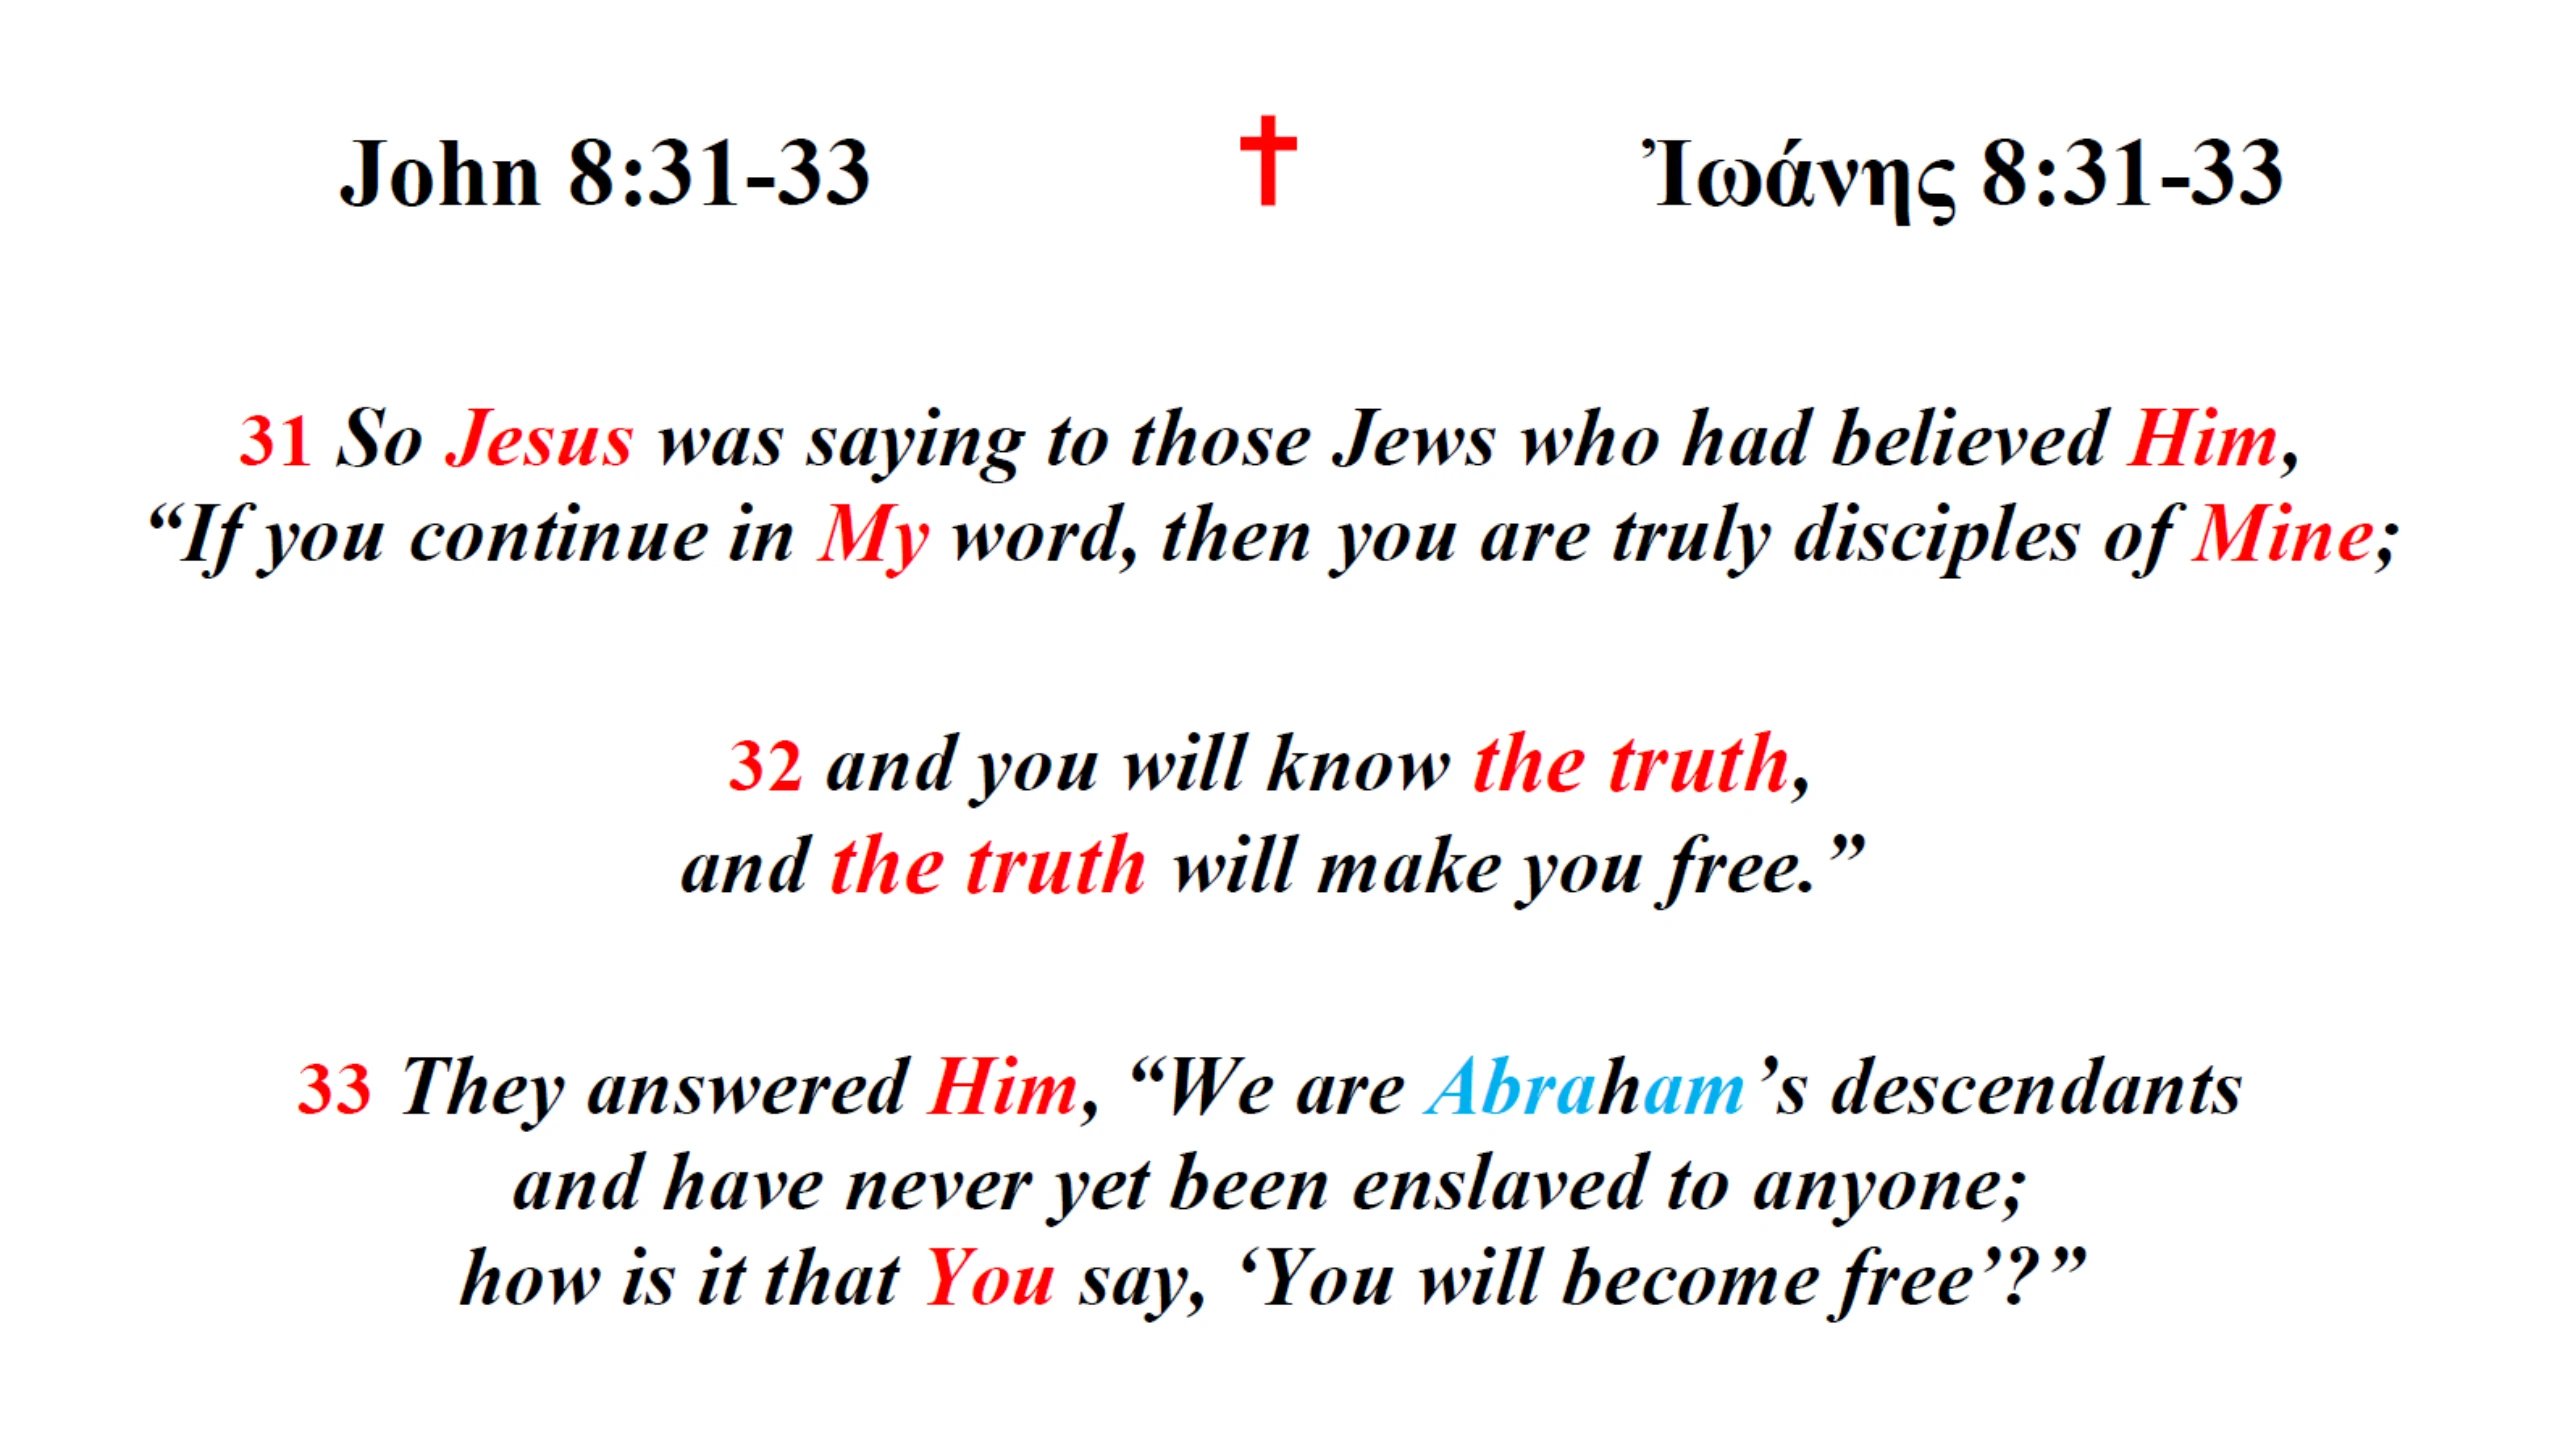 John 8:31-33 ✝ Ἰωάνης 8:31-33
31 So Jesus was saying to those Jews who had believed Him,
“If you continue in My word, then you are truly disciples of Mine;
32 and you will know the truth,
and the truth will make you free.”
33 They answered Him, “We are Abraham’s descendants
and have never yet been enslaved to anyone;
how is it that You say, ‘You will become free’?”